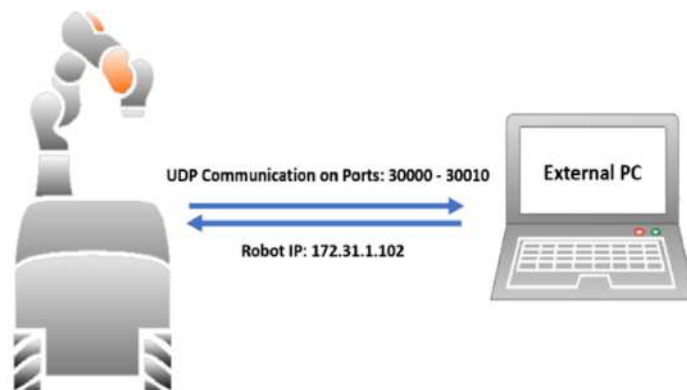 UDP Communication on Ports: 30000 - 30010
External PC
Robot IP: 172.31.1.102